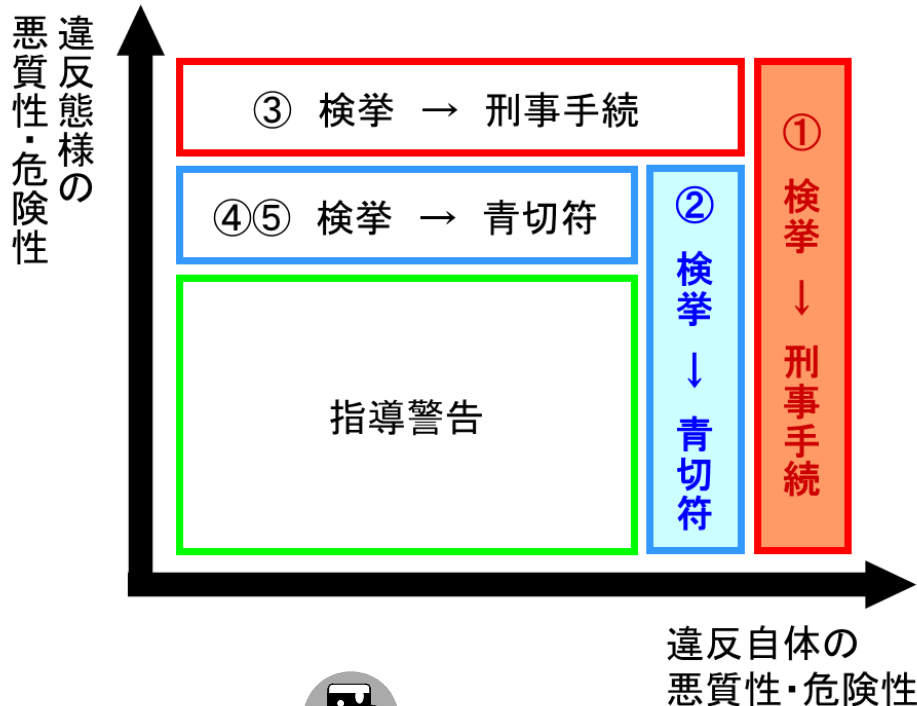 違反態様の
悪質性・危険性
③ 検挙 → 刑事手続
④⑤ 検挙 → 青切符
指導警告
② 検挙 → 青切符
① 検挙 → 刑事手続
違反自体の
悪質性・危険性